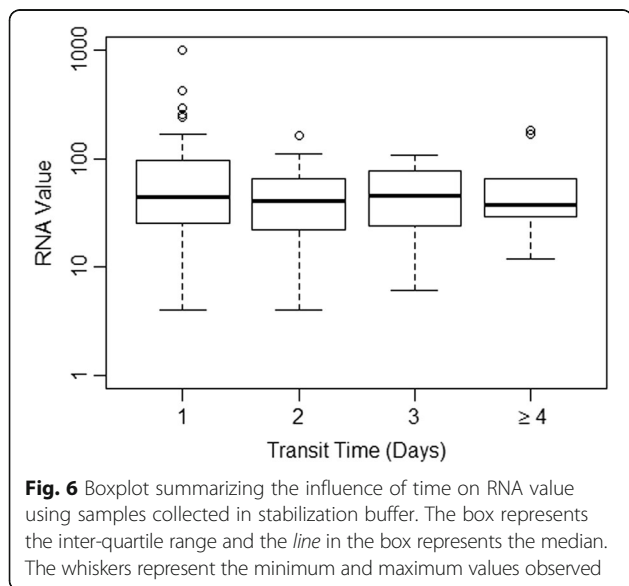 1000
100
10
1
RNA Value
1
2
3
≥ 4
Transit Time (Days)
Fig. 6 Boxplot summarizing the influence of time on RNA value
using samples collected in stabilization buffer. The box represents
the inter-quartile range and the line in the box represents the median.
The whiskers represent the minimum and maximum values observed